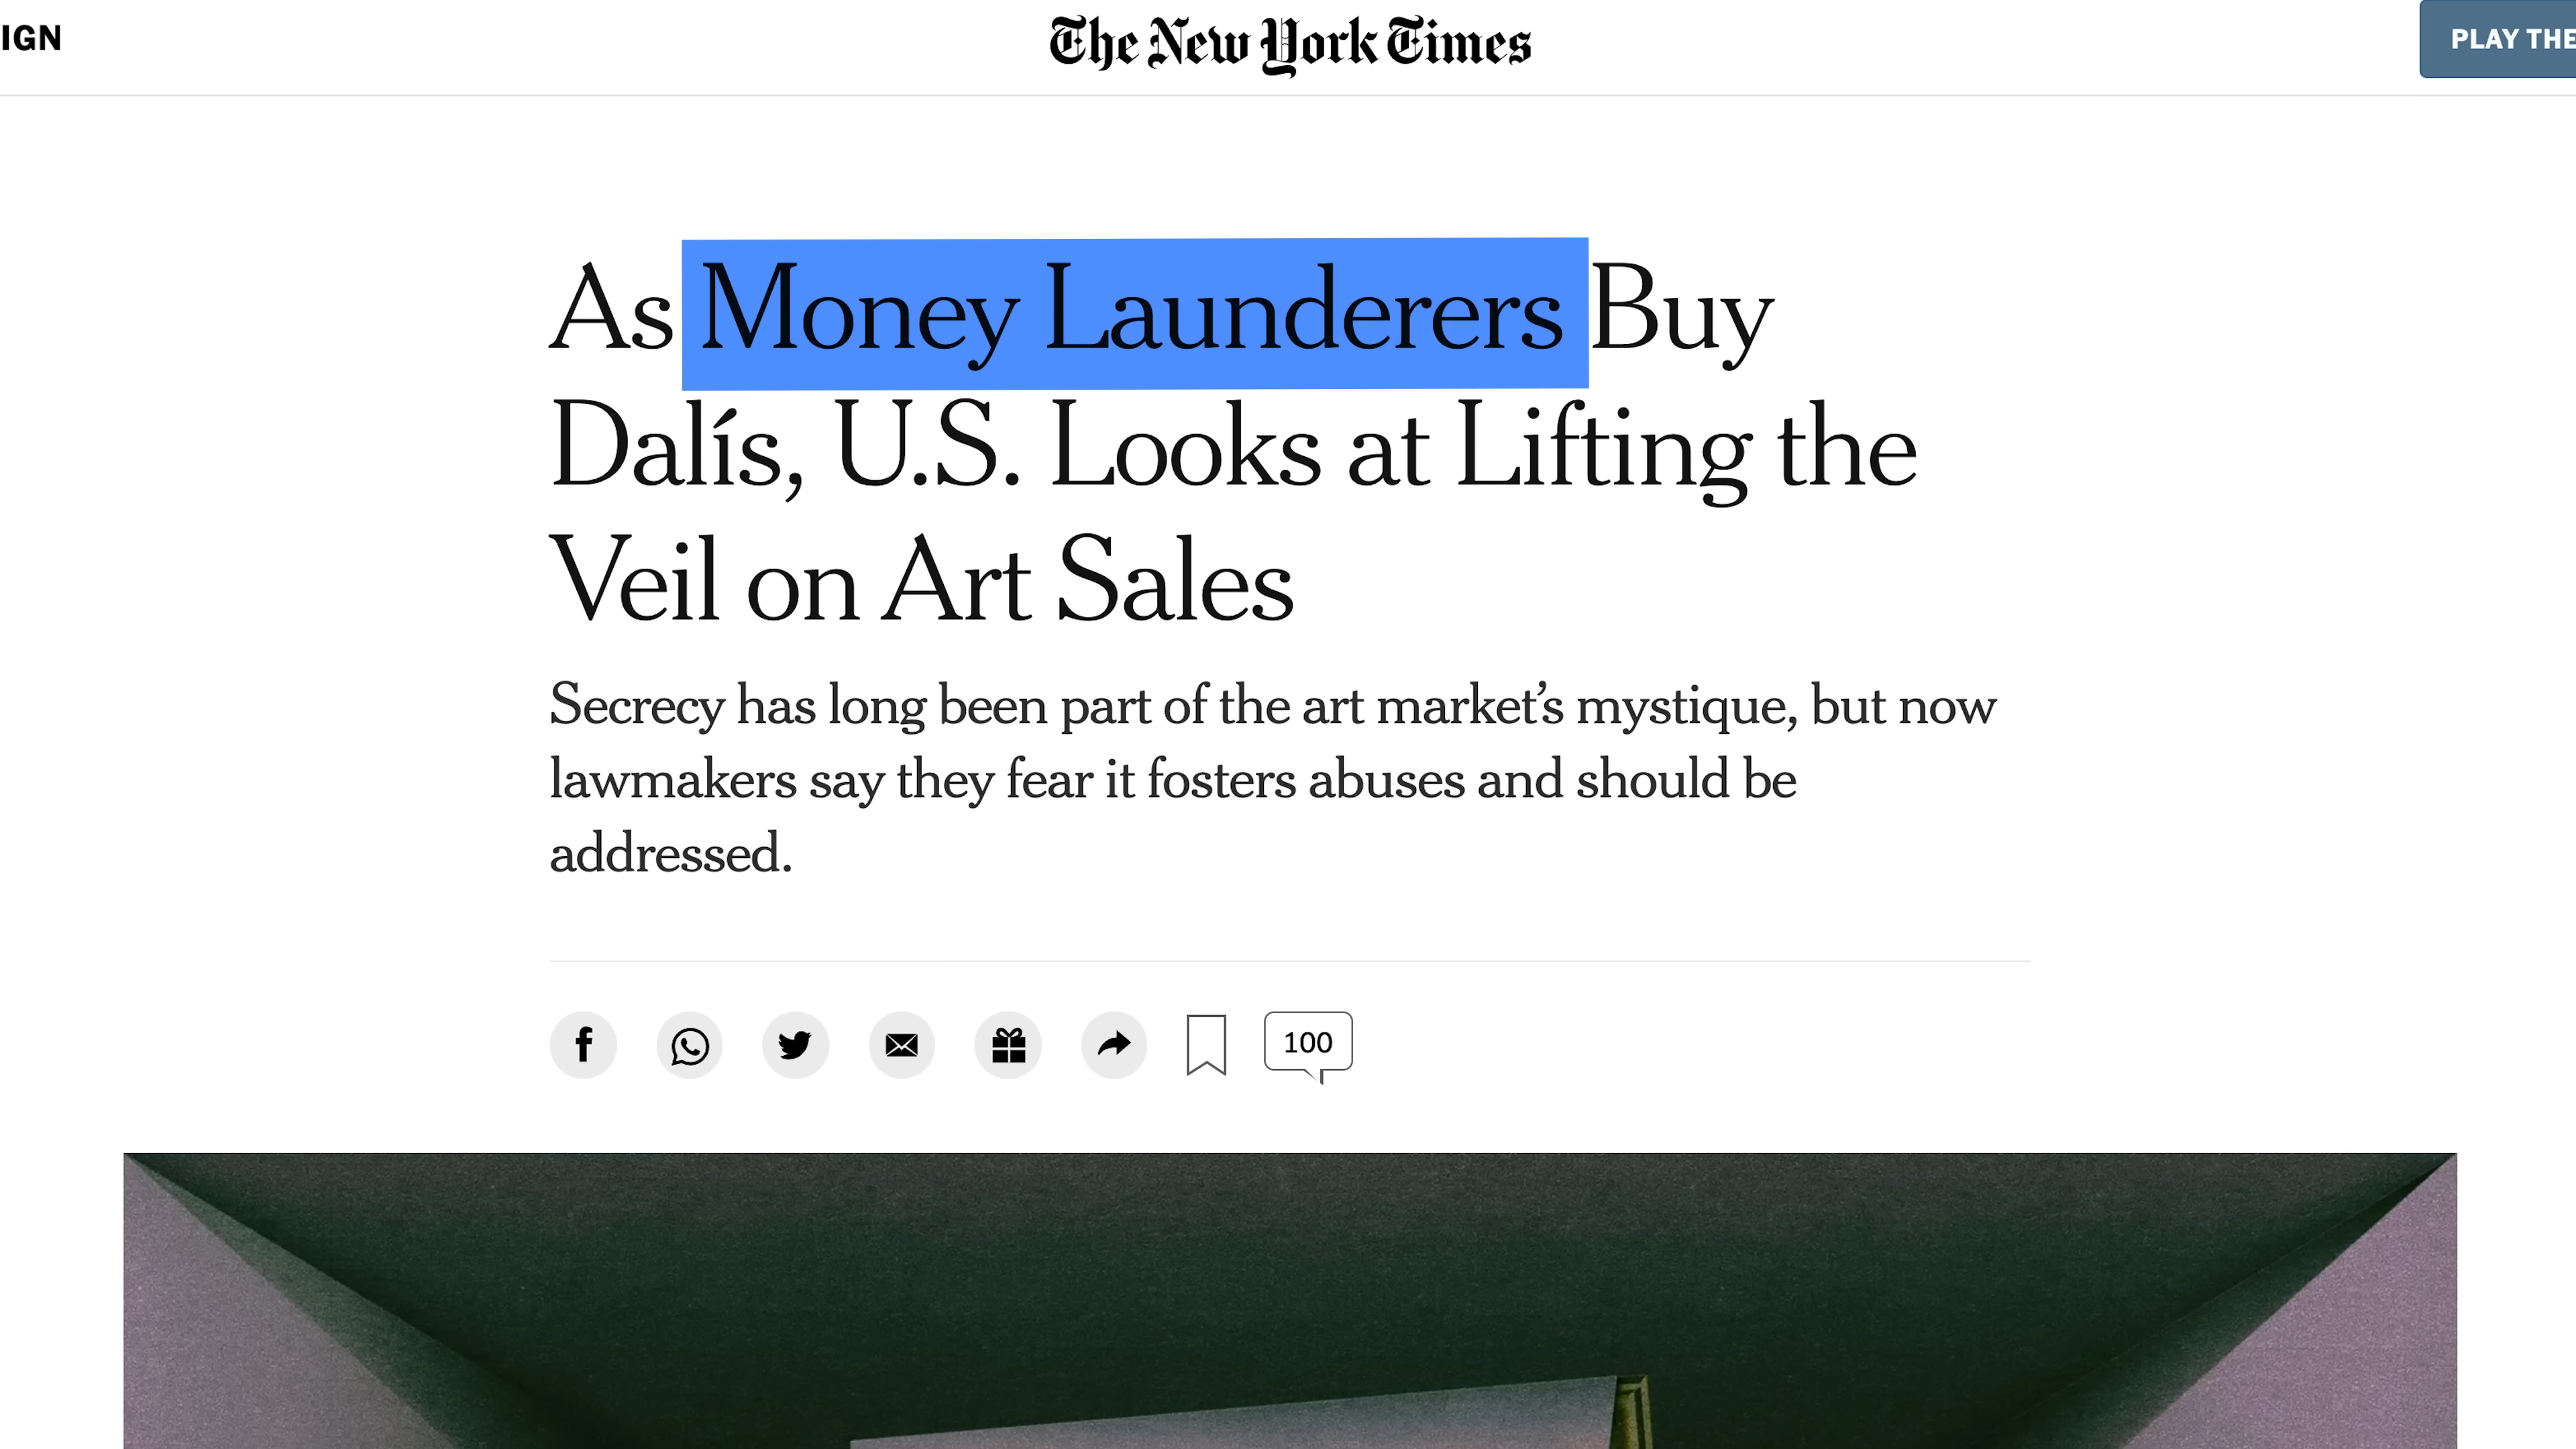 IGN
The New York Times
PLAY THE
As Money Launderers Buy
Dalís, U.S. Looks at Lifting the
Veil on Art Sales
Secrecy has long been part of the art market’s mystique, but now
lawmakers say they fear it fosters abuses and should be
addressed.
100